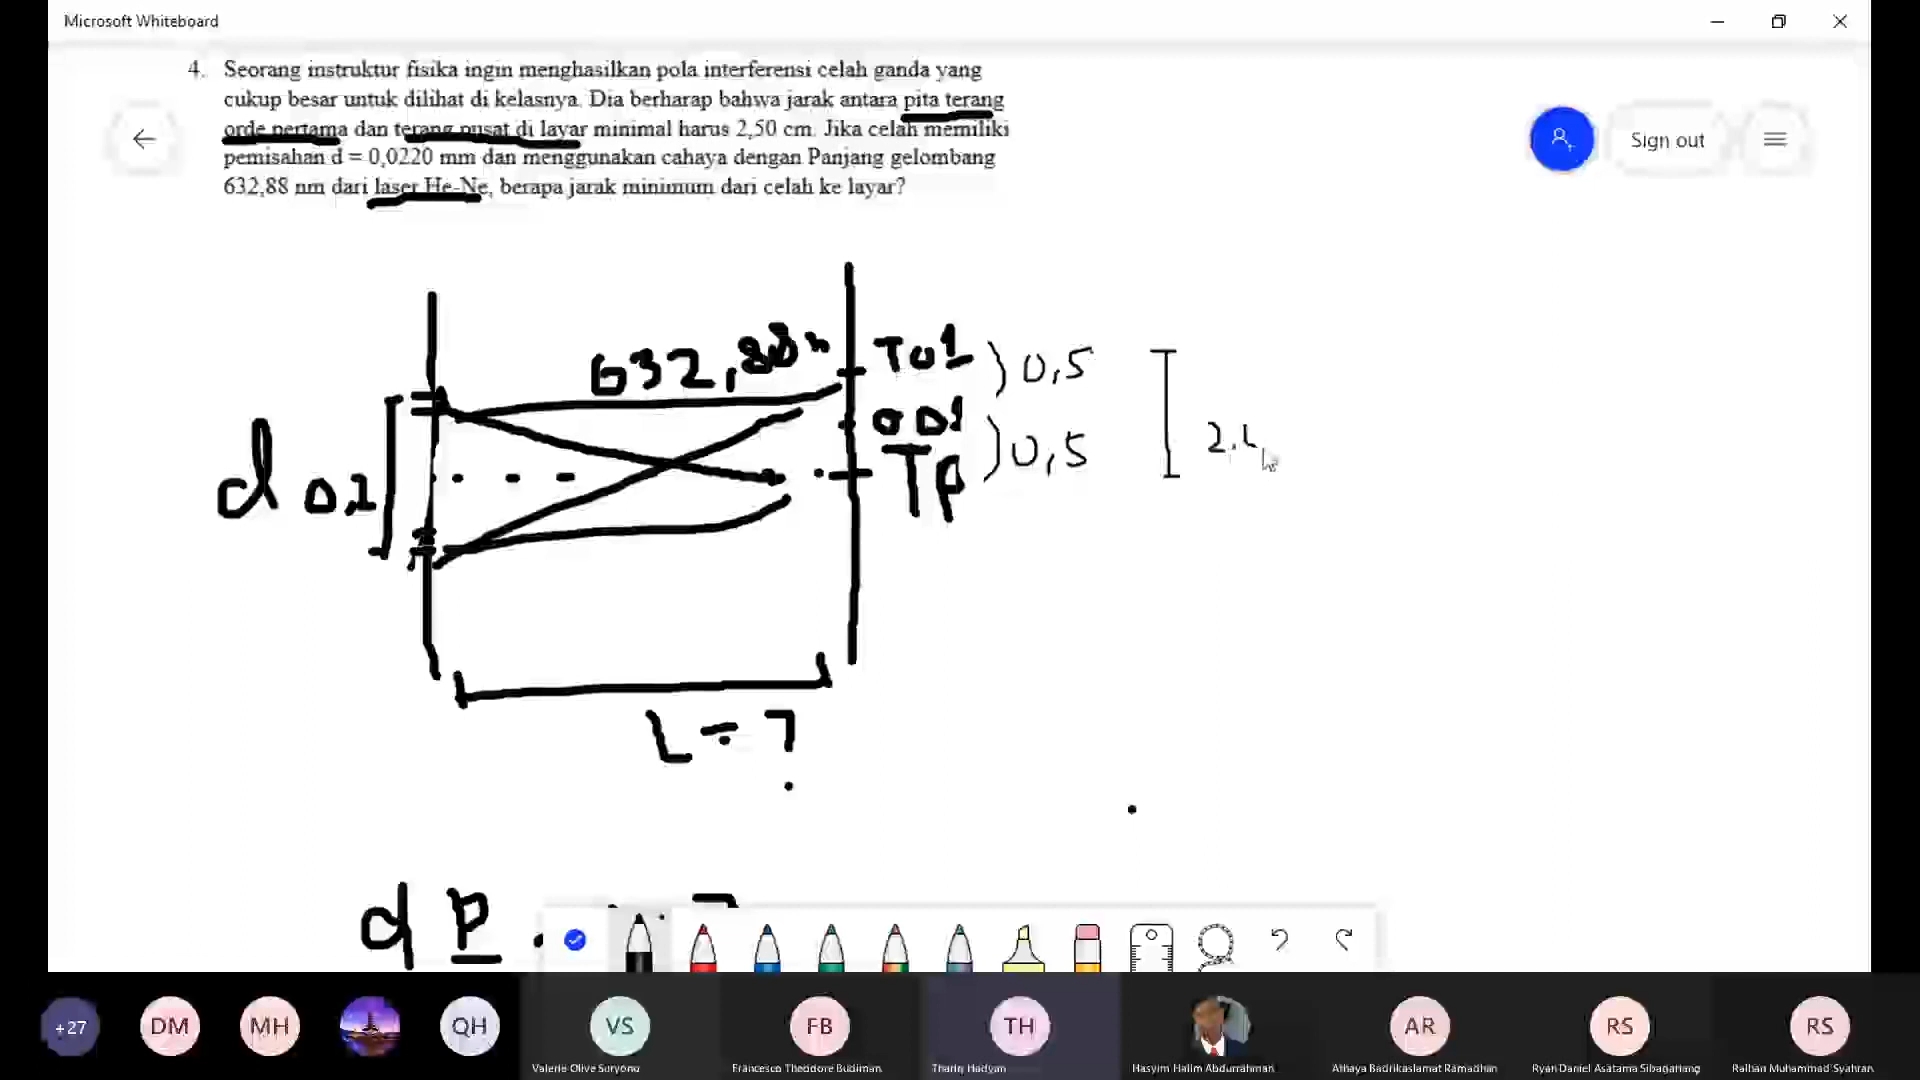 Microsoft Whiteboard
4. Seorang instruktur fisika ingin menghasilkan pola interferensi celah ganda yang
cukup besar untuk dilihat di kelasnya. Dia berharap bahwa jarak antara pita terang
orde pertama dan terang pusat di layar minimal harus 2,50 cm. Jika celah memiliki
pemisahan d = 0,0220 mm dan menggunakan cahaya dengan Panjang gelombang
632,88 nm dari laser He-Ne, berapa jarak minimum dari celah ke layar?
Sign out
632,88n
To1
) 0,5
OD1
) 0,5
Tp
2.
d 0,2
L = ?
d p
+27
DM
MH
QH
VS
FB
TH
AR
RS
RS
Valerie Olive Suryono
Francesco Theodore Budiman
Thariq Hadyan
Hasyim Halim Abdurrahman
Athaya Badrikaslamat Ramadhan
Ryan Daniel Asatama Sibagariang
Raihan Muhammad Syahran